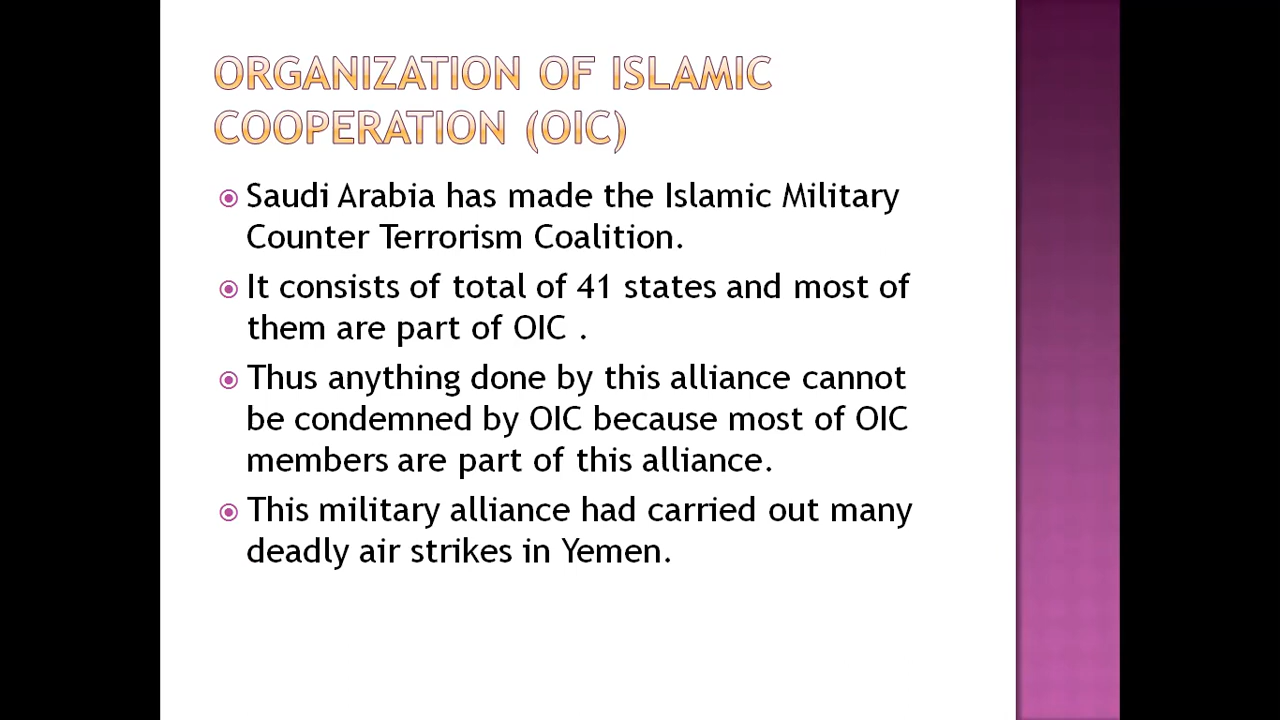 ORGANIZATION OF ISLAMIC
COOPERATION (OIC)
Saudi Arabia has made the Islamic Military
Counter Terrorism Coalition.
It consists of total of 41 states and most of
them are part of OIC .
Thus anything done by this alliance cannot
be condemned by OIC because most of OIC
members are part of this alliance.
This military alliance had carried out many
deadly air strikes in Yemen.